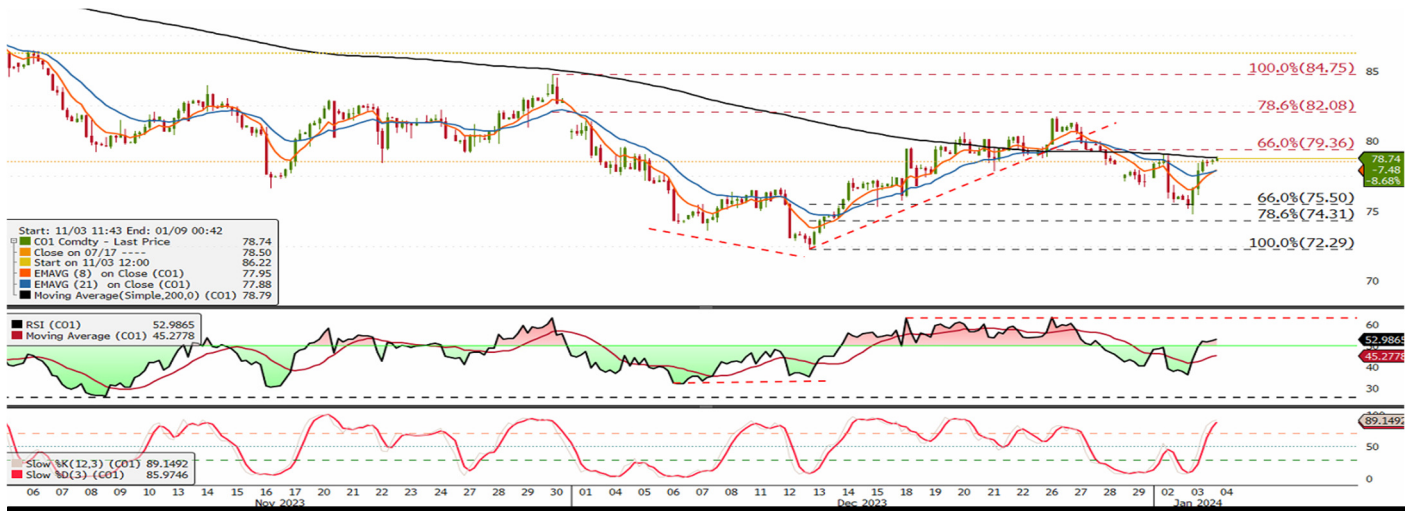 100.0%(84.75)
78.6%(82.08)
66.0%(79.36)
66.0%(75.50)
78.6%(74.31)
100.0%(72.29)
85
80
75
70
78.74
-7.48
-8.68%
Start: 11/03 11:43 End: 01/09 00:42
CO1 Comdty - Last Price 78.74
Close on 07/17 ---- 78.50
Start on 11/03 12:00 86.22
EMAVG (8) on Close (CO1) 77.95
EMAVG (21) on Close (CO1) 77.88
Moving Average(Simple,200,0) (CO1) 78.79
RSI (CO1) 52.9865
Moving Average (CO1) 45.2778
60
52.9865
45.2778
40
30
100
89.1492
50
0
Slow %K(12,3) (CO1) 89.1492
Slow %D(3) (CO1) 85.9746
06 07 08 09 10 13 14 15 16 17 20 21 22 23 24 27 28 29 30 01 04 05 06 07 08 11 12 13 14 15 18 19 20 21 22 26 27 28 29 02 03 04
Nov 2023 Dec 2023 Jan 2024